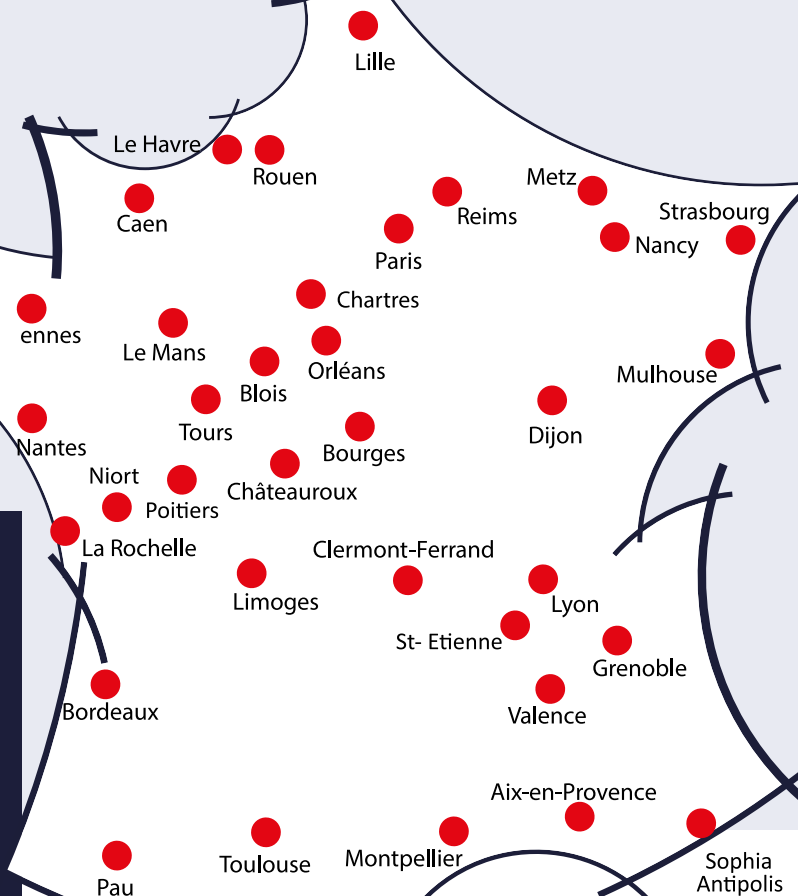 Lille
Le Havre
Rouen
Metz
Reims
Strasbourg
Caen
Nancy
Paris
Chartres
ennes
Le Mans
Orléans
Mulhouse
Blois
Tours
Dijon
Nantes
Bourges
Niort
Châteauroux
Poitiers
La Rochelle
Clermont-Ferrand
Limoges
Lyon
St- Etienne
Grenoble
Bordeaux
Valence
Aix-en-Provence
Toulouse
Montpellier
Sophia
Antipolis
Pau